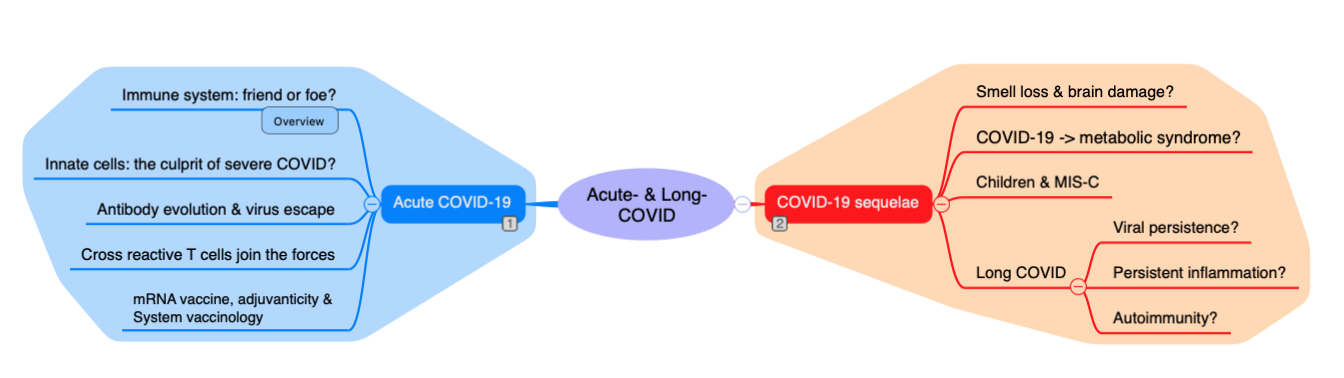 Immune system: friend or foe?
Overview
Innate cells: the culprit of severe COVID?
Antibody evolution & virus escape
Cross reactive T cells join the forces
mRNA vaccine, adjuvanticity &
System vaccinology
Acute COVID-19
1
Acute- & Long-
COVID
COVID-19 sequelae
2
Smell loss & brain damage?
COVID-19 -> metabolic syndrome?
Children & MIS-C
Long COVID
Viral persistence?
Persistent inflammation?
Autoimmunity?